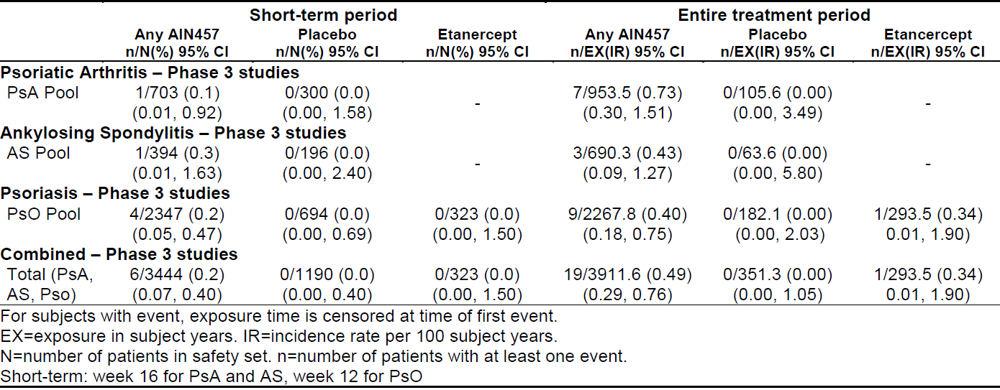 Short-term period Entire treatment period
Any AIN457 Placebo Etanercept Any AIN457 Placebo Etancercept
n/N(%) 95% CI n/N(%) 95% CI n/N(%) 95% CI n/EX(IR) 95% CI n/EX(IR) 95% CI n/EX(IR) 95% CI
Psoriatic Arthritis – Phase 3 studies
PsA Pool 1/703 (0.1) 0/300 (0.0) - 7/953.5 (0.73) 0/105.6 (0.00) -
(0.01, 0.92) (0.00, 1.58) (0.30, 1.51) (0.00, 3.49)
Ankylosing Spondylitis – Phase 3 studies
AS Pool 1/394 (0.3) 0/196 (0.0) - 3/690.3 (0.43) 0/63.6 (0.00) -
(0.01, 1.63) (0.00, 2.40) (0.09, 1.27) (0.00, 5.80)
Psoriasis – Phase 3 studies
PsO Pool 4/2347 (0.2) 0/694 (0.0) 0/323 (0.0) 9/2267.8 (0.40) 0/182.1 (0.00) 1/293.5 (0.34)
(0.05, 0.47) (0.00, 0.69) (0.00, 1.50) (0.18, 0.75) (0.00, 2.03) 0.01, 1.90)
Combined – Phase 3 studies
Total (PsA, 6/3444 (0.2) 0/1190 (0.0) 0/323 (0.0) 19/3911.6 (0.49) 0/351.3 (0.00) 1/293.5 (0.34)
AS, Pso) (0.07, 0.40) (0.00, 0.40) (0.00, 1.50) (0.29, 0.76) (0.00, 1.05) 0.01, 1.90)
For subjects with event, exposure time is censored at time of first event.
EX=exposure in subject years. IR=incidence rate per 100 subject years.
N=number of patients in safety set. n=number of patients with at least one event.
Short-term: week 16 for PsA and AS, week 12 for PsO